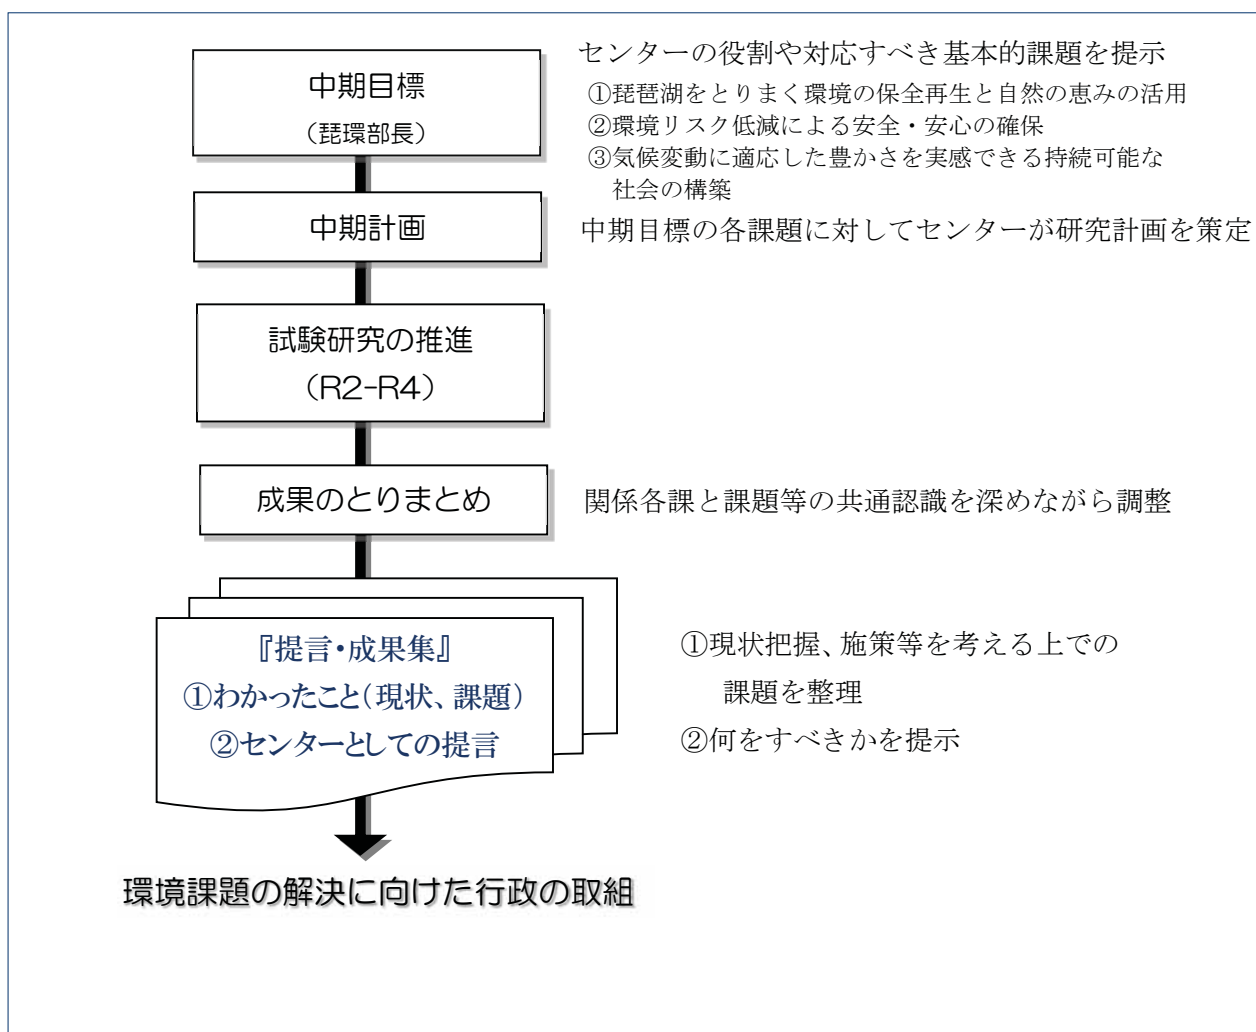 中期目標
（琵環部長）
センターの役割や対応すべき基本的課題を提示
①琵琶湖をとりまく環境の保全再生と自然の恵みの活用
②環境リスク低減による安全・安心の確保
③気候変動に適応した豊かさを実感できる持続可能な
社会の構築
中期計画
中期目標の各課題に対してセンターが研究計画を策定
試験研究の推進
（R2-R4）
成果のとりまとめ
関係各課と課題等の共通認識を深めながら調整
『提言・成果集』
①わかったこと（現状、課題）
②センターとしての提言
①現状把握、施策等を考える上での
課題を整理
②何をすべきかを提示
環境課題の解決に向けた行政の取組